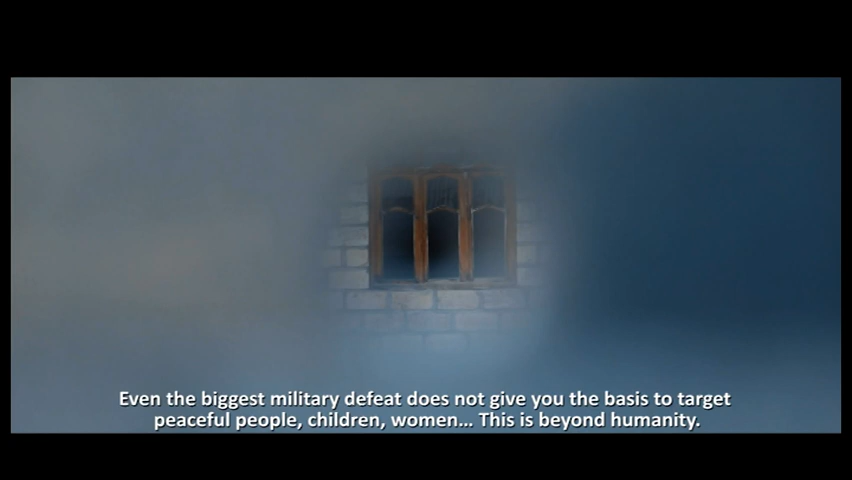 Even the biggest military defeat does not give you the basis to target
peaceful people, children, women... This is beyond humanity.